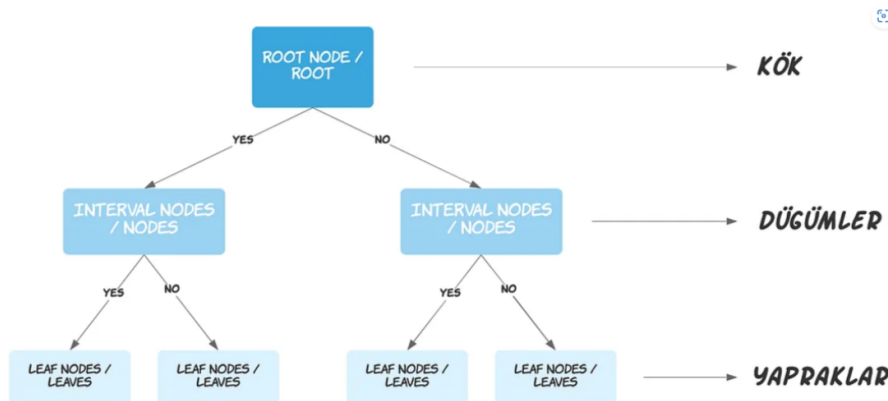 ROOT NODE /
ROOT
KÖK
YES
NO
INTERVAL NODES
/ NODES
INTERVAL NODES
/ NODES
DÜGÜMLER
YES
NO
YES
NO
LEAF NODES /
LEAVES
LEAF NODES /
LEAVES
LEAF NODES /
LEAVES
LEAF NODES /
LEAVES
YAPRAKLAR